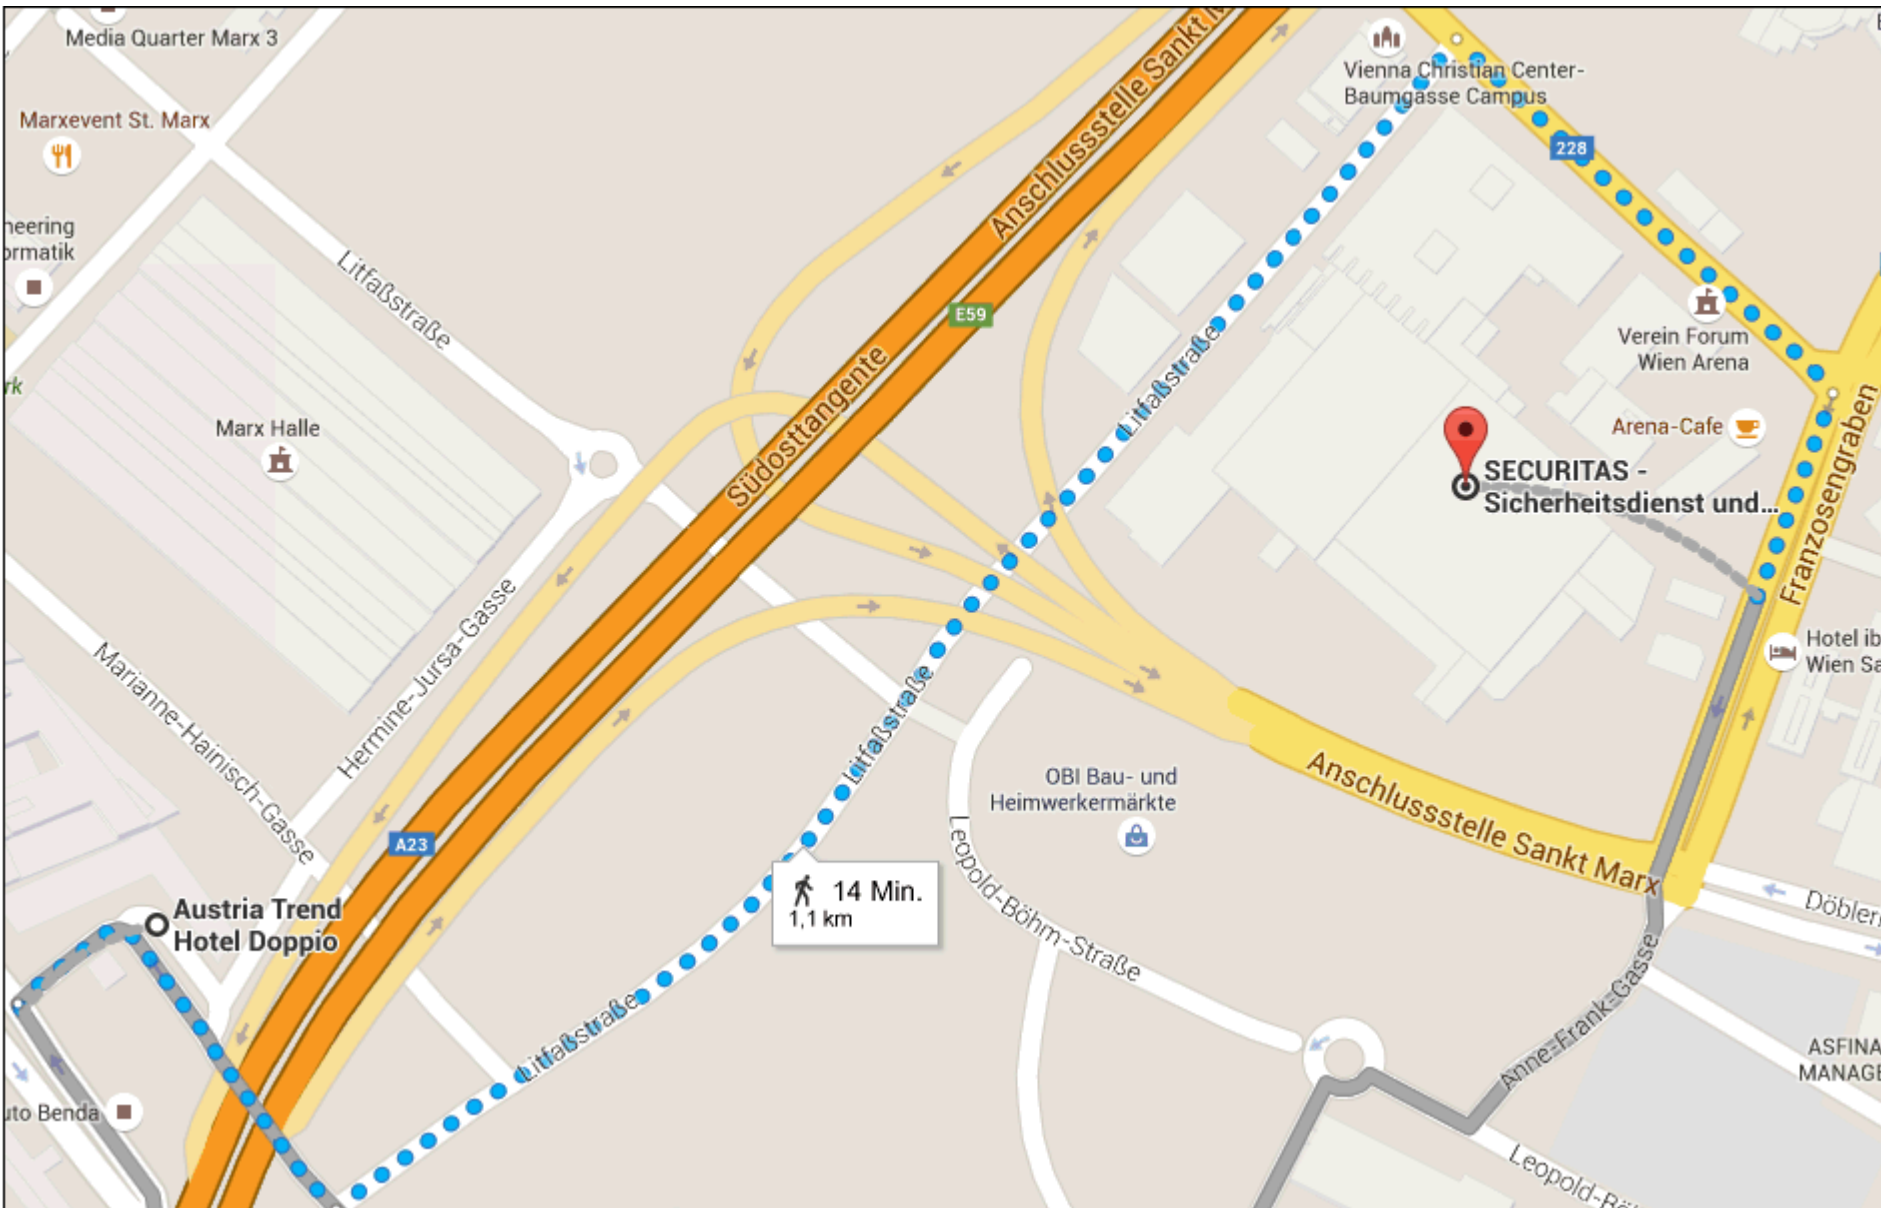 Media Quarter Marx 3
Marxevent St. Marx
neering
ormatik
rk
Litfaßstraße
Marx Halle
Hermine-Jursa-Gasse
Marianne-Hainisch-Gasse
Austria Trend
Hotel Doppio
uto Benda
A23
Südosttangente
E59
Anschlussstelle Sankt M
Vienna Christian Center-
Baumgasse Campus
228
Litfaßstraße
Verein Forum
Wien Arena
Arena-Cafe
SECURITAS -
Sicherheitsdienst und...
Franzosengraben
Hotel ib
Wien Sa
Litfaßstraße
OBI Bau- und
Heimwerkermärkte
Anschlussstelle Sankt Marx
14 Min.
1,1 km
Leopold-Böhm-Straße
Döblerh
Litfaßstraße
Anne-Frank-Gasse
ASFINA
MANAGE
Leopold-Bö